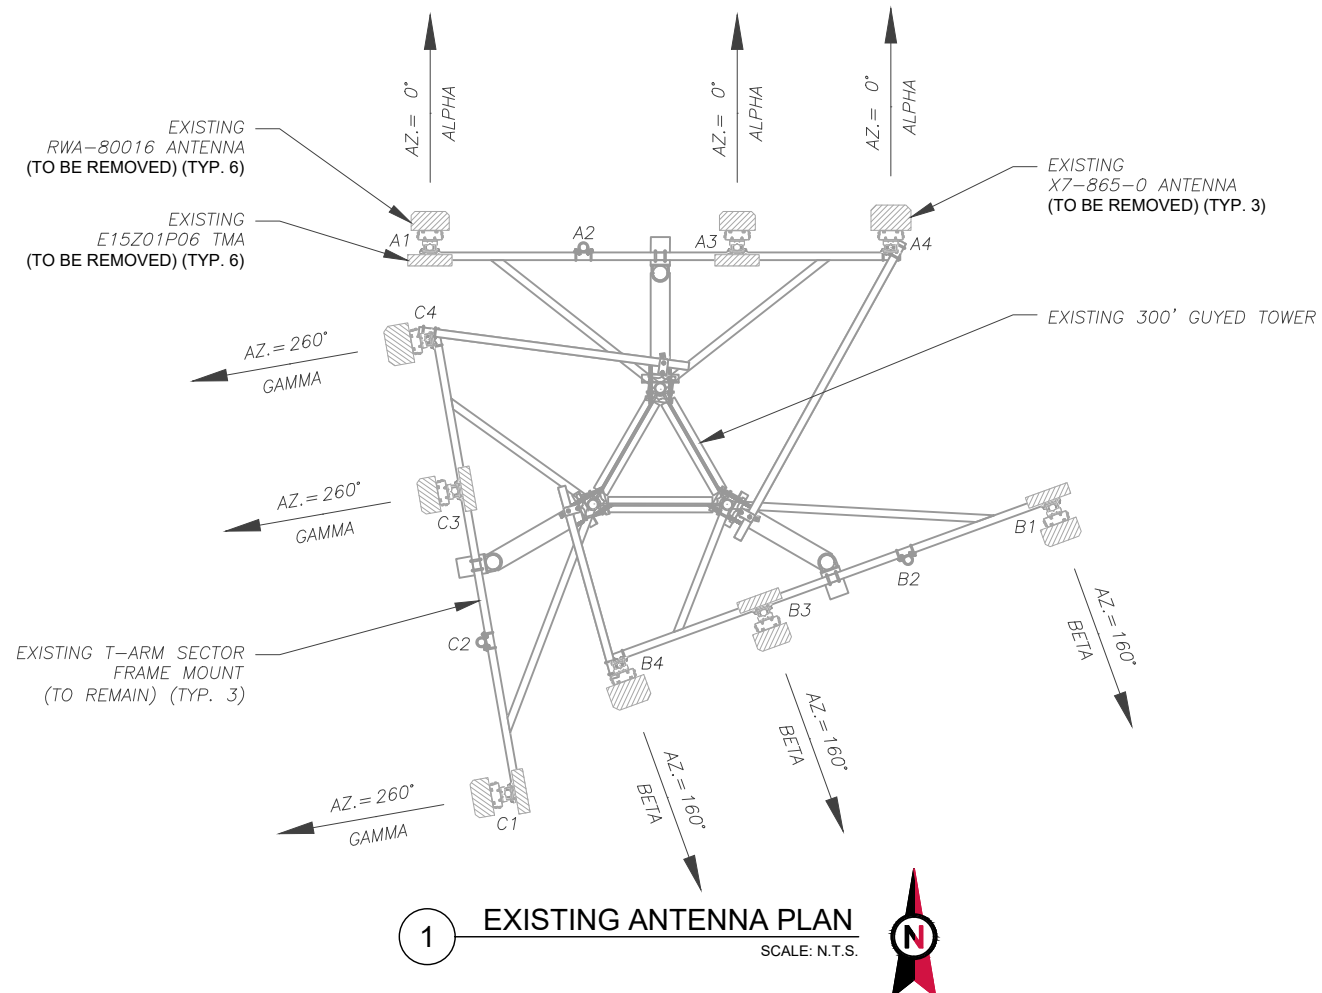 AZ.= 0°
ALPHA
AZ.= 0°
ALPHA
AZ.= 0°
ALPHA
EXISTING
RWA-80016 ANTENNA
(TO BE REMOVED) (TYP. 6)
EXISTING
X7-865-0 ANTENNA
(TO BE REMOVED) (TYP. 3)
EXISTING
E15Z01P06 TMA
(TO BE REMOVED) (TYP. 6)
A1
A2
A3
A4
EXISTING 300' GUYED TOWER
C4
AZ.= 260°
GAMMA
AZ.= 260°
GAMMA
C3
B1
B2
B3
B4
C2
EXISTING T-ARM SECTOR
FRAME MOUNT
(TO REMAIN) (TYP. 3)
AZ.= 160°
BETA
AZ.= 160°
BETA
AZ.= 160°
BETA
AZ.= 260°
GAMMA
C1
1
EXISTING ANTENNA PLAN
SCALE: N.T.S.
N